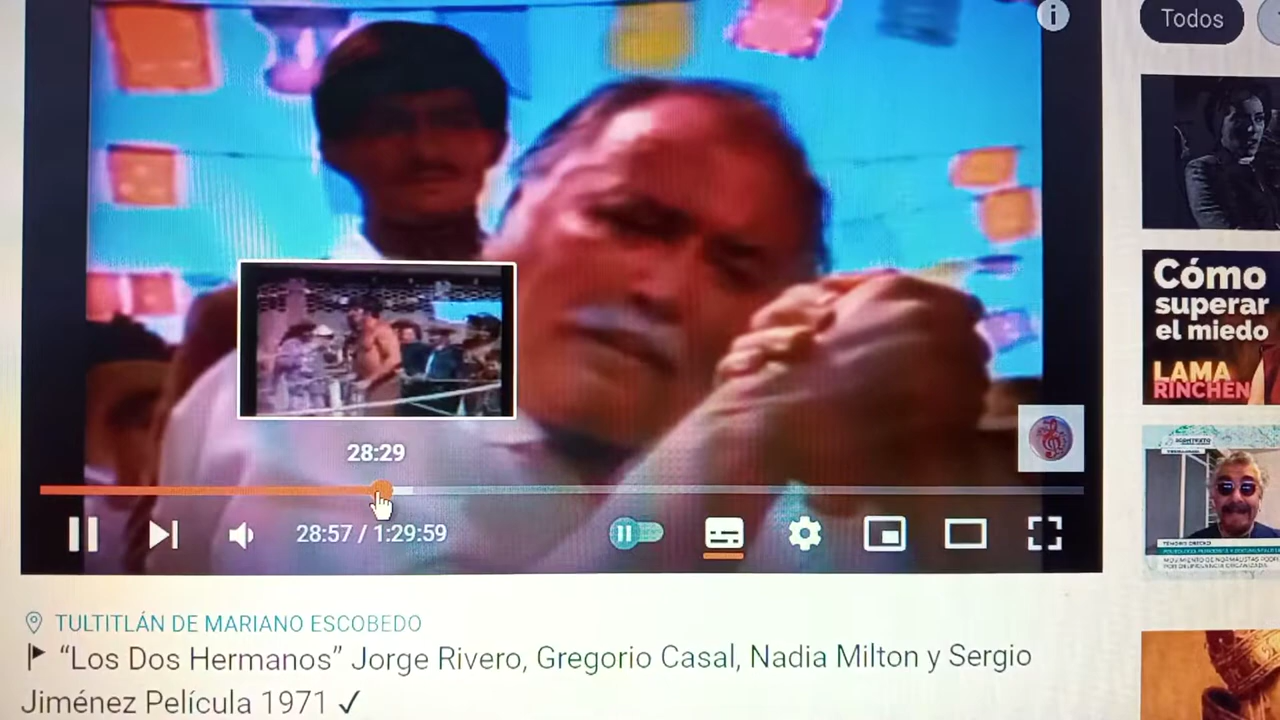 Todos
Cómo
superar
el miedo
LAMA
RINCHEN
28:29
28:57 / 1:29:59
TULTITLÁN DE MARIANO ESCOBEDO
“Los Dos Hermanos” Jorge Rivero, Gregorio Casal, Nadia Milton y Sergio
Jiménez Película 1971 ✓